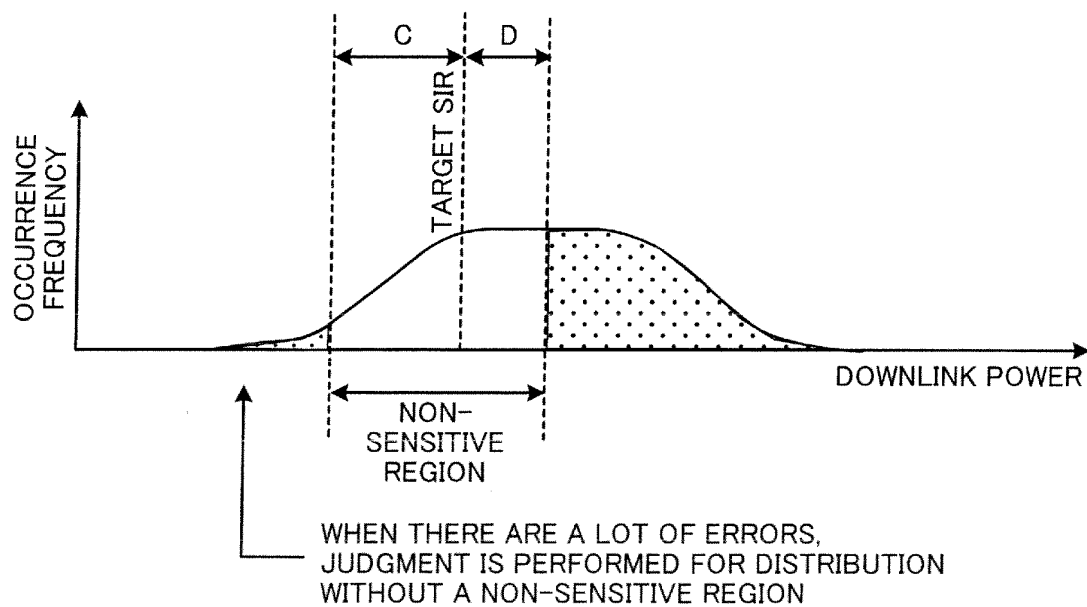 C
D
TARGET SIR
OCCURRENCE
FREQUENCY
DOWNLINK POWER
NON-
SENSITIVE
REGION
WHEN THERE ARE A LOT OF ERRORS,
JUDGMENT IS PERFORMED FOR DISTRIBUTION
WITHOUT A NON-SENSITIVE REGION